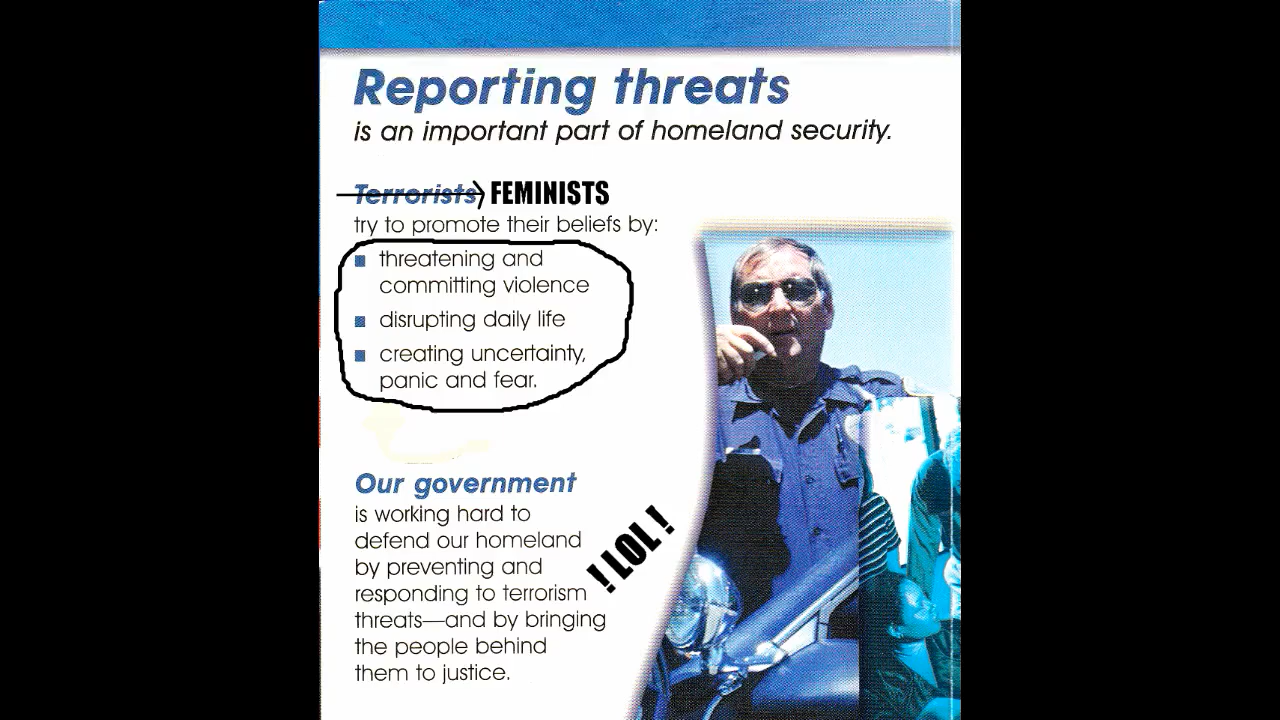 Reporting threats
is an important part of homeland security.
Terrorists FEMINISTS
try to promote their beliefs by:
threatening and
committing violence
disrupting daily life
creating uncertainty,
panic and fear.
Our government
is working hard to
defend our homeland
by preventing and
responding to terrorism
threats—and by bringing
the people behind
them to justice.
!LOL!